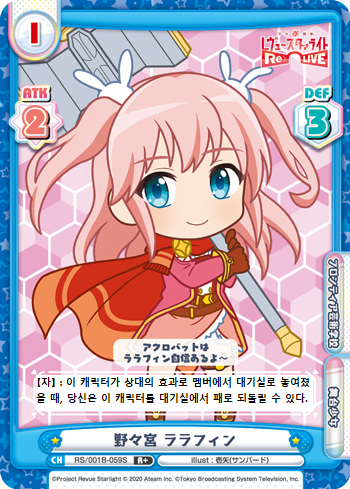 I
少女☆歌劇
レヴュースタァライト
Re LIVE
ATK
2
DEF
3
フロンティア芸術学校
舞台少女
アクロバットは
ララフィン自信あるよ~
【자】 : 이 캐릭터가 상대의 효과로 멤버에서 대기실로 놓여졌
을 때, 당신은 이 캐릭터를 대기실에서 패로 되돌릴 수 있다.
野々宮 ララフィン
CH
RS/001B-059S
R+
illust : 壱矢(サンバード)
©Project Revue Starlight © 2020 Ateam Inc. ©Tokyo Broadcasting System Television, Inc.